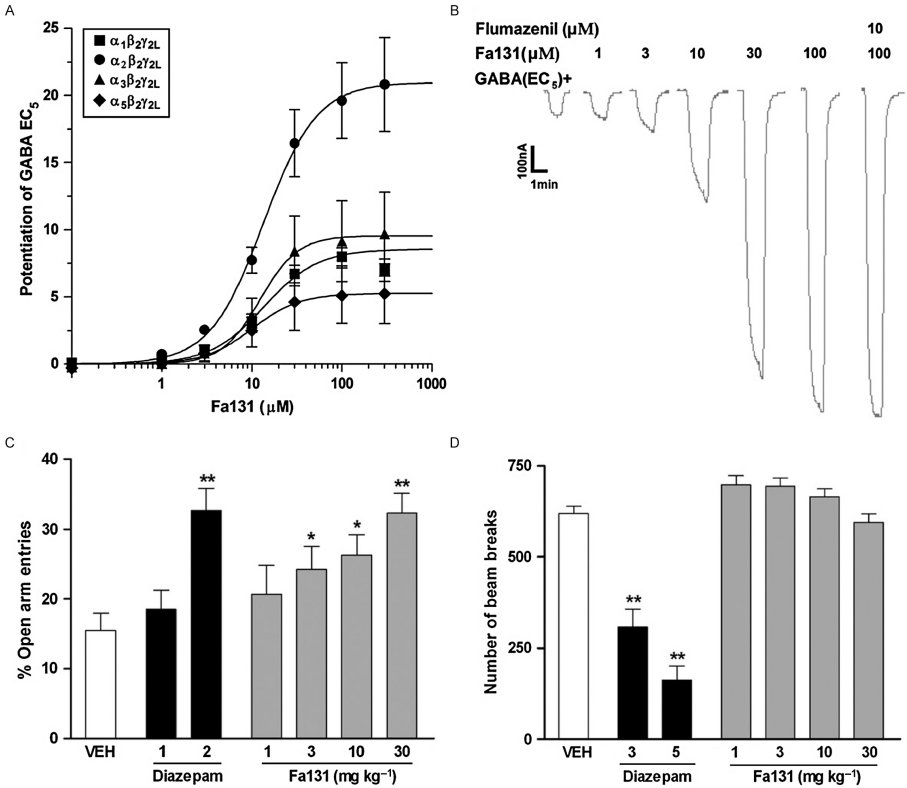 A
25
20
15
10
5
0
Potentiation of GABA EC₅
α₁β₂γ₂L
α₂β₂γ₂L
α₃β₂γ₂L
α₅β₂γ₂L
1 10 100 1000
Fa131 (μM)
B
Flumazenil (μM) 10
Fa131(μM) 1 3 10 30 100 100
GABA(EC₅)+
100nA
1min
C
40
30
20
10
0
% Open arm entries
** * * **
VEH 1 2 1 3 10 30
Diazepam Fa131 (mg kg⁻¹)
D
750
500
250
0
Number of beam breaks
** **
VEH 3 5 1 3 10 30
Diazepam Fa131 (mg kg⁻¹)